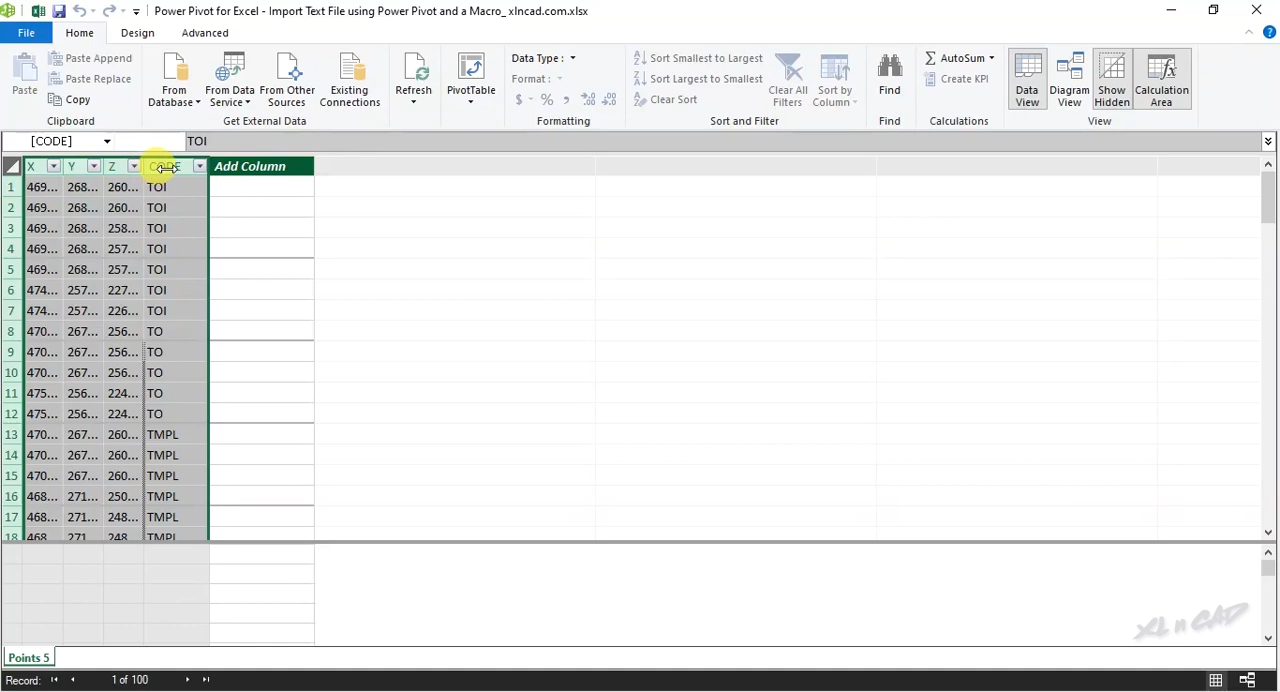 Power Pivot for Excel - Import Text File using Power Pivot and a Macro_ xlncad.com.xlsx
File Home Design Advanced
Paste
Paste Append
Paste Replace
Copy
Clipboard
From Database
From Data Service
From Other Sources
Existing Connections
Get External Data
Refresh
PivotTable
Data Type :
Format :
$ % ,
Formatting
Sort Smallest to Largest
Sort Largest to Smallest
Clear Sort
Clear All Filters
Sort by Column
Sort and Filter
Find
Find
AutoSum
Create KPI
Calculations
Data View
Diagram View
Show Hidden
Calculation Area
View
[CODE] TOI
X Y Z CODE Add Column
1 469... 268... 260... TOI
2 469... 268... 260... TOI
3 469... 268... 258... TOI
4 469... 268... 257... TOI
5 469... 268... 257... TOI
6 474... 257... 227... TOI
7 474... 257... 226... TOI
8 470... 267... 256... TO
9 470... 267... 256... TO
10 470... 267... 256... TO
11 475... 256... 224... TO
12 475... 256... 224... TO
13 470... 267... 260... TMPL
14 470... 267... 260... TMPL
15 470... 267... 260... TMPL
16 468... 271... 250... TMPL
17 468... 271... 248... TMPL
18 468 271 248 TMPL
XL n CAD
Points 5
Record: 1 of 100